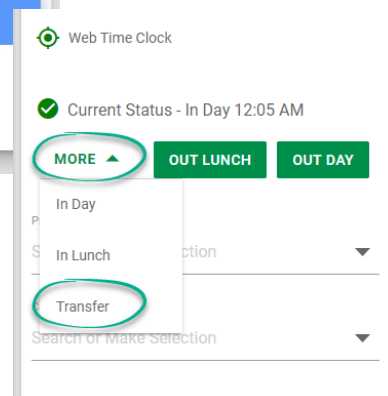 Web Time Clock
Current Status - In Day 12:05 AM
MORE OUT LUNCH OUT DAY
In Day
P
S ction
In Lunch
Transfer
Search or Make Selection